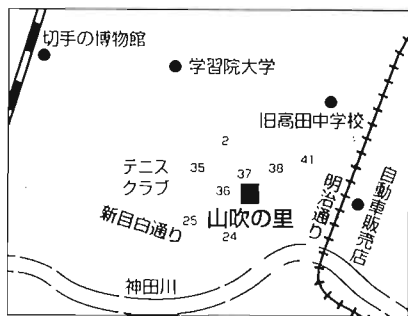 切手の博物館
学習院大学
旧高田中学校
2
テニス
クラブ
35
37
38
41
36
山吹の里
新目白通り
25
24
明治通り
自動車販売店
神田川